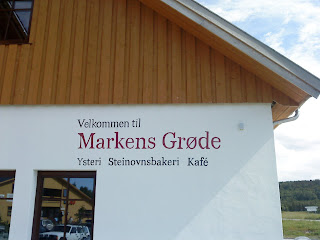 Velkommen til
Markens Grøde
Ysteri Steinovnsbakeri Kafé